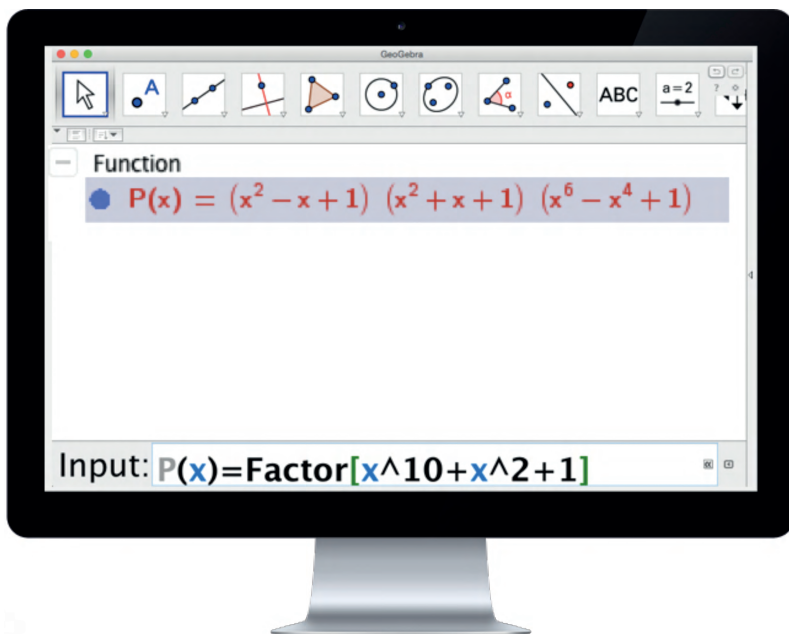 GeoGebra
A
α
ABC
a=2
?
Function
P(x) = (x² − x + 1) (x² + x + 1) (x⁶ − x⁴ + 1)
Input: P(x)=Factor[x^10+x^2+1]
α